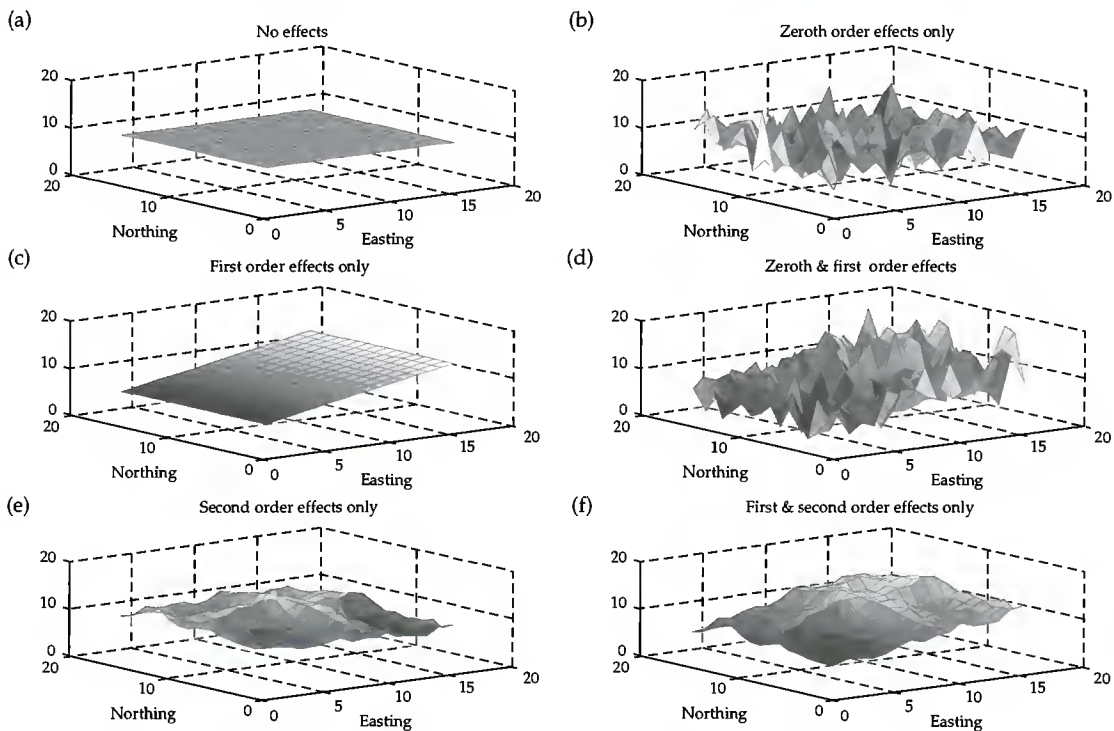 (a)
No effects
20
10
0
20
10
0
0
5
10
15
20
Northing
Easting
(b)
Zeroth order effects only
20
10
0
20
10
0
0
5
10
15
20
Northing
Easting
(c)
First order effects only
20
10
0
20
10
0
0
5
10
15
20
Northing
Easting
(d)
Zeroth & first order effects
20
10
0
20
10
0
0
5
10
15
20
Northing
Easting
(e)
Second order effects only
20
10
0
20
10
0
0
5
10
15
20
Northing
Easting
(f)
First & second order effects only
20
10
0
20
10
0
0
5
10
15
20
Northing
Easting